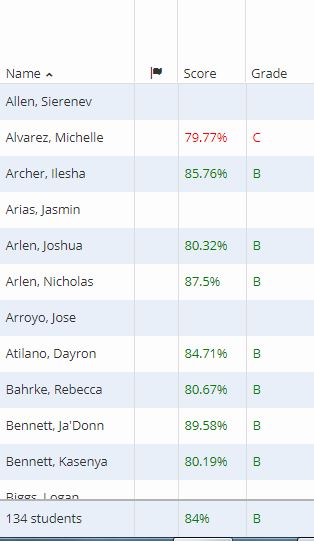 Name Score Grade
Allen, Sierenev
Alvarez, Michelle 79.77% C
Archer, Ilesha 85.76% B
Arias, Jasmin
Arlen, Joshua 80.32% B
Arlen, Nicholas 87.5% B
Arroyo, Jose
Atilano, Dayron 84.71% B
Bahrke, Rebecca 80.67% B
Bennett, Ja'Donn 89.58% B
Bennett, Kasenya 80.19% B
Biggs, Logan
134 students 84% B